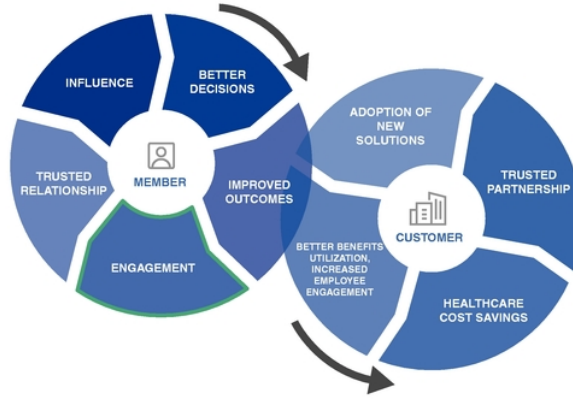 INFLUENCE
BETTER
DECISIONS
TRUSTED
RELATIONSHIP
MEMBER
IMPROVED
OUTCOMES
ENGAGEMENT
ADOPTION OF
NEW
SOLUTIONS
TRUSTED
PARTNERSHIP
CUSTOMER
BETTER BENEFITS
UTILIZATION,
INCREASED
EMPLOYEE
ENGAGEMENT
HEALTHCARE
COST SAVINGS